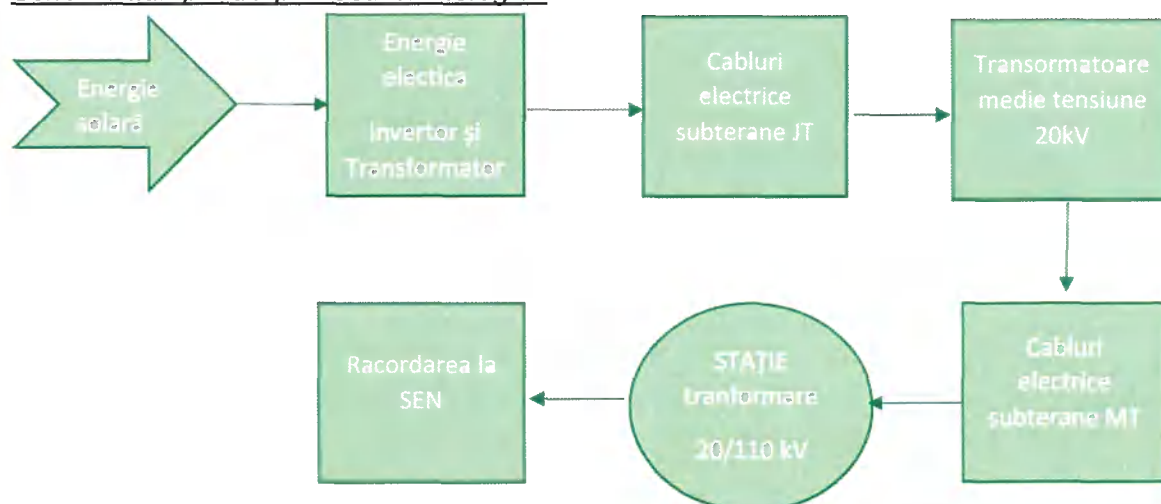 Energie
solară
Energie
electica
Invertor și
Transformator
Cabluri
electrice
subterane JT
Transormatoare
medie tensiune
20kV
Cabluri
electrice
subterane MT
STAȚIE
tranformare
20/110 kV
Racordarea la
SEN